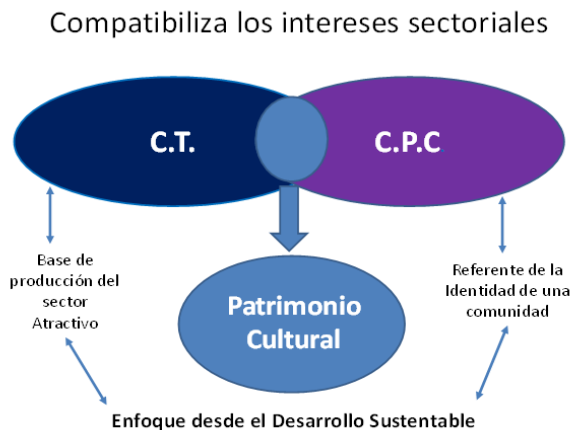 Compatibiliza los intereses sectoriales
C.T.
C.P.C
Base de
producción del
sector
Atractivo
Patrimonio
Cultural
Referente de la
Identidad de una
comunidad
Enfoque desde el Desarrollo Sustentable